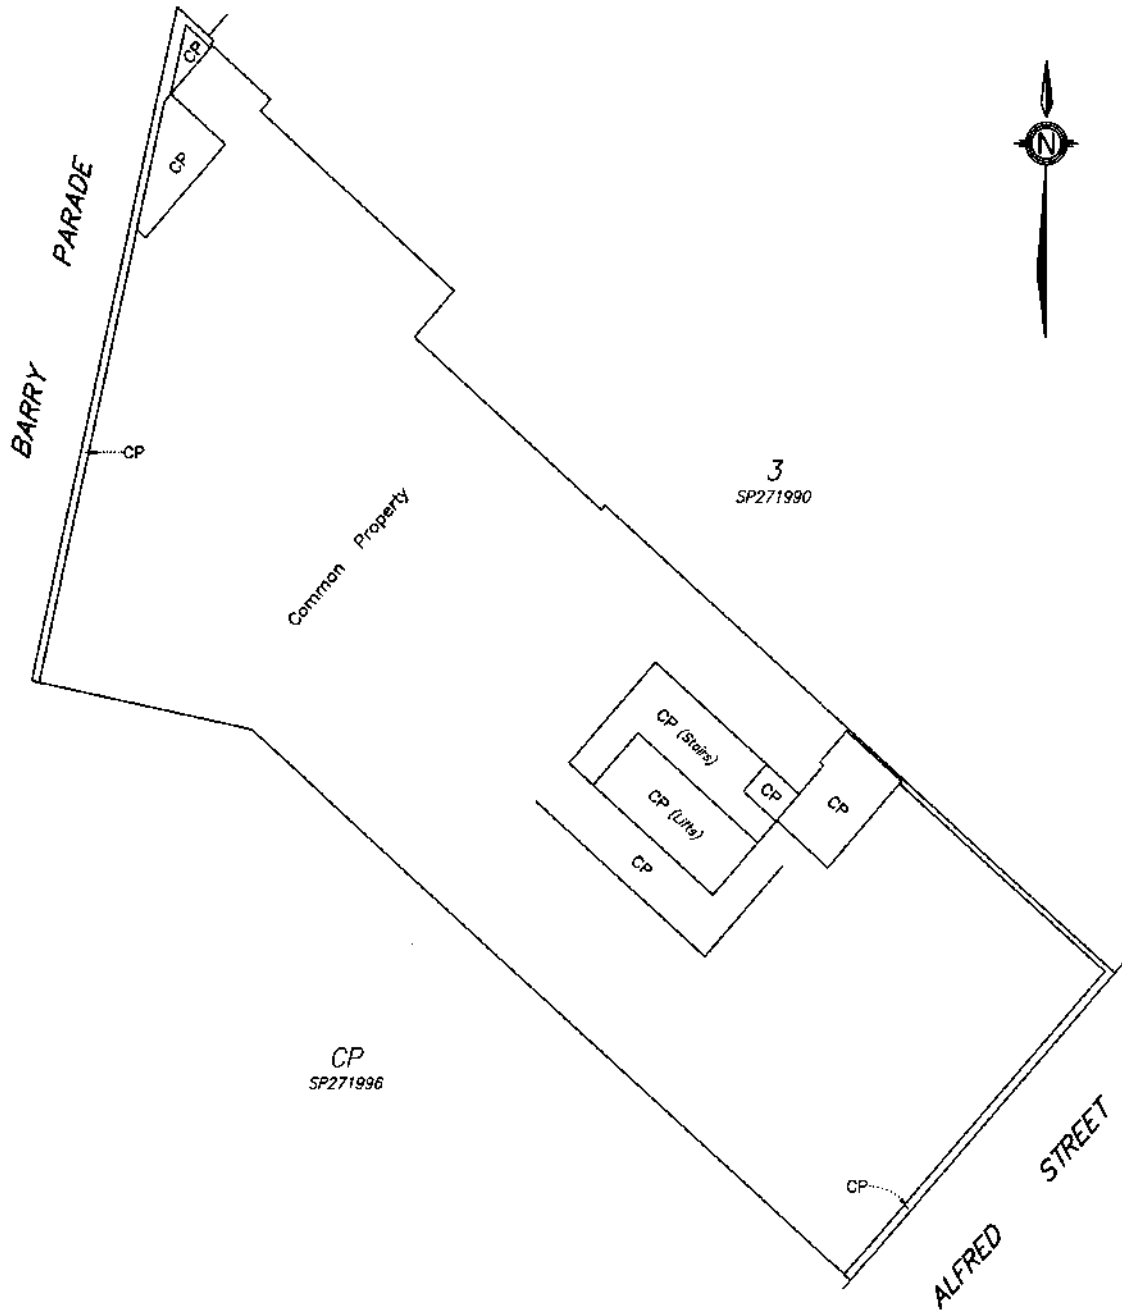 CP
N
CP
BARRY PARADE
CP
3
SP271990
Common Property
CP (Stairs)
CP
CP (Lifts)
CP
CP
CP
SP271996
CP
ALFRED STREET